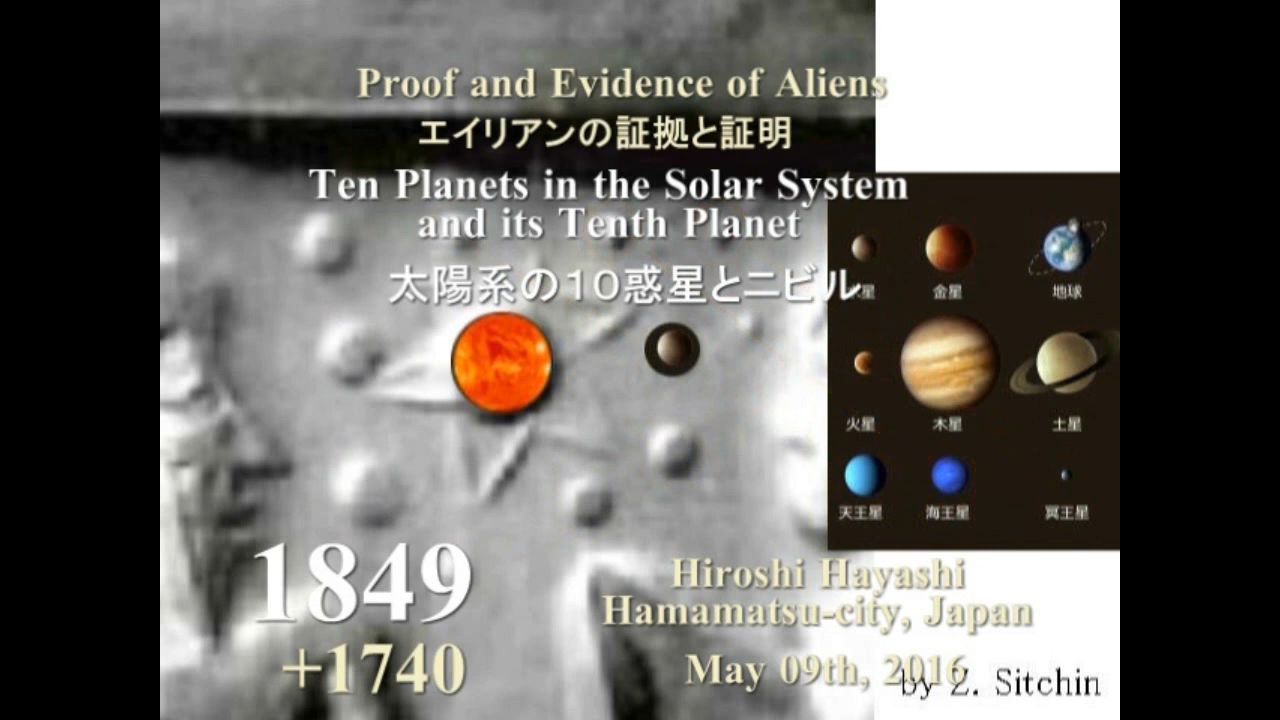 Proof and Evidence of Aliens
エイリアンの証拠と証明
Ten Planets in the Solar System
and its Tenth Planet
太陽系の１０惑星とニビル
星 金星 地球
火星 木星 土星
天王星 海王星 冥王星
1849
+1740
Hiroshi Hayashi
Hamamatsu-city, Japan
May 09th, 2016
by Z. Sitchin